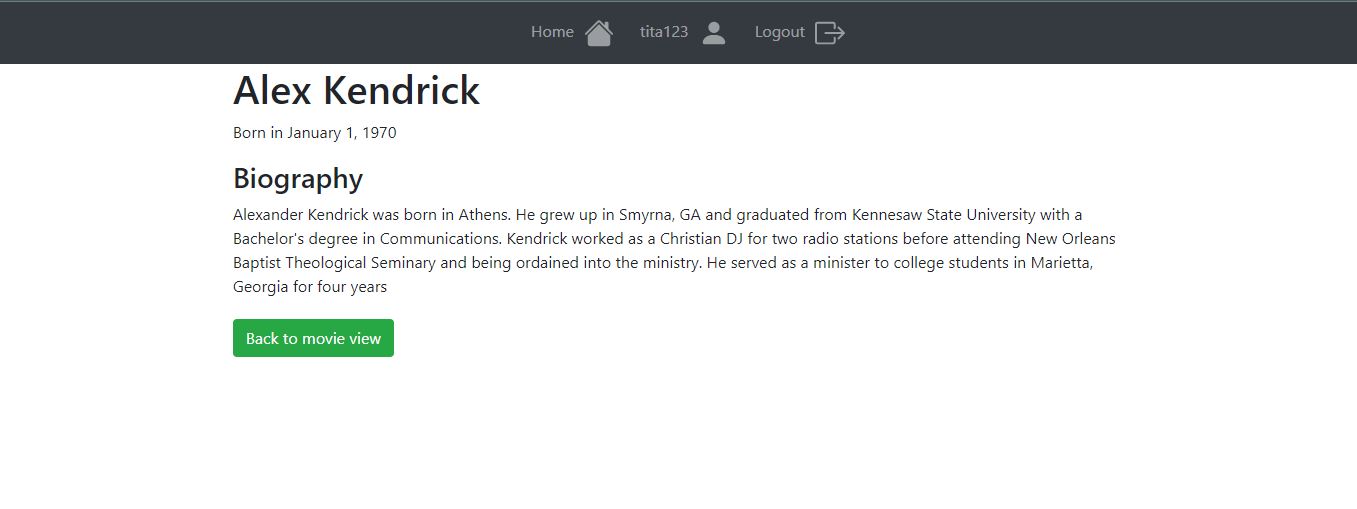 Home tita123 Logout
Alex Kendrick
Born in January 1, 1970
Biography
Alexander Kendrick was born in Athens. He grew up in Smyrna, GA and graduated from Kennesaw State University with a
Bachelor's degree in Communications. Kendrick worked as a Christian DJ for two radio stations before attending New Orleans
Baptist Theological Seminary and being ordained into the ministry. He served as a minister to college students in Marietta,
Georgia for four years
Back to movie view